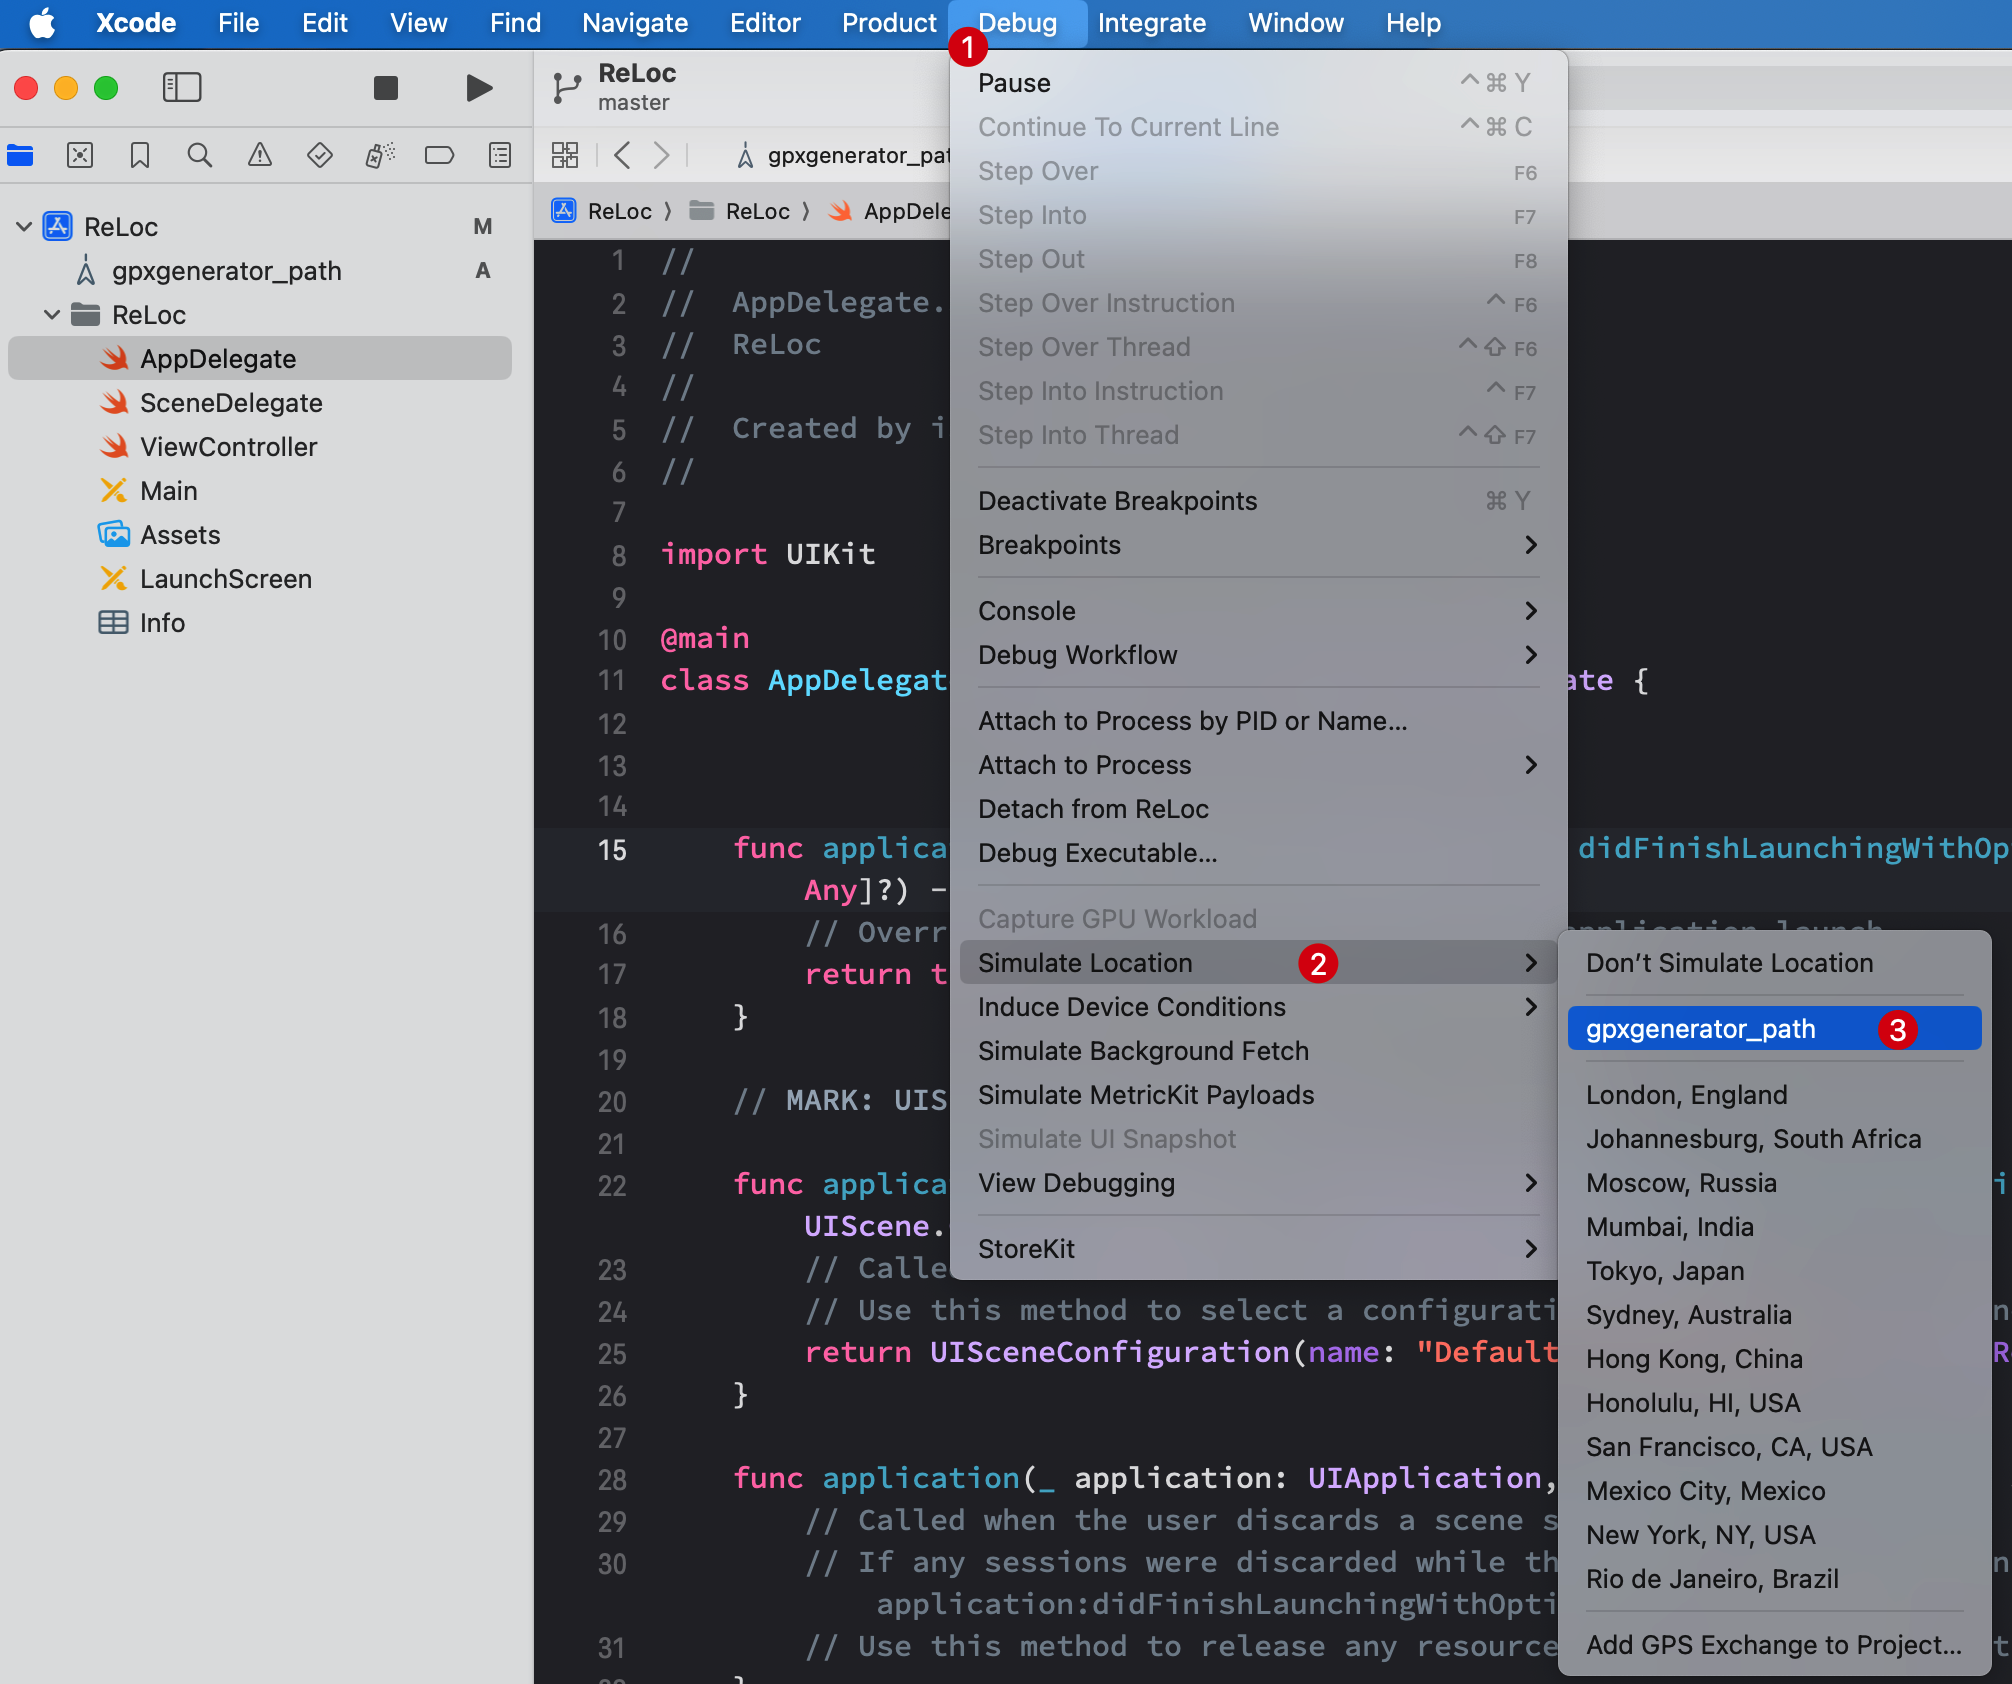 Xcode File Edit View Find Navigate Editor Product Debug Integrate Window Help
1
ReLoc
master
gpxgenerator_pat
ReLoc ReLoc AppDele
ReLoc M
gpxgenerator_path A
ReLoc
AppDelegate
SceneDelegate
ViewController
Main
Assets
LaunchScreen
Info
1 //
2 // AppDelegate.
3 // ReLoc
4 //
5 // Created by i
6 //
7
8 import UIKit
9
10 @main
11 class AppDelegat ate {
12
13
14
15 func applica didFinishLaunchingWithOp
Any]?) -
16 // Overr application launch
17 return t
18 }
19
20 // MARK: UIS
21
22 func applica i
UIScene.
23 // Calle
24 // Use this method to select a configurati n
25 return UISceneConfiguration(name: "Default R
26 }
27
28 func application(_ application: UIApplication,
29 // Called when the user discards a scene s
30 // If any sessions were discarded while th n
application:didFinishLaunchingWithOpti
31 // Use this method to release any resource t
}
Pause ^⌘Y
Continue To Current Line ^⌘C
Step Over F6
Step Into F7
Step Out F8
Step Over Instruction ^F6
Step Over Thread ^⇧F6
Step Into Instruction ^F7
Step Into Thread ^⇧F7
Deactivate Breakpoints ⌘Y
Breakpoints
Console
Debug Workflow
Attach to Process by PID or Name...
Attach to Process
Detach from ReLoc
Debug Executable...
Capture GPU Workload
Simulate Location 2
Induce Device Conditions
Simulate Background Fetch
Simulate MetricKit Payloads
Simulate UI Snapshot
View Debugging
StoreKit
Don't Simulate Location
gpxgenerator_path 3
London, England
Johannesburg, South Africa
Moscow, Russia
Mumbai, India
Tokyo, Japan
Sydney, Australia
Hong Kong, China
Honolulu, HI, USA
San Francisco, CA, USA
Mexico City, Mexico
New York, NY, USA
Rio de Janeiro, Brazil
Add GPS Exchange to Project...